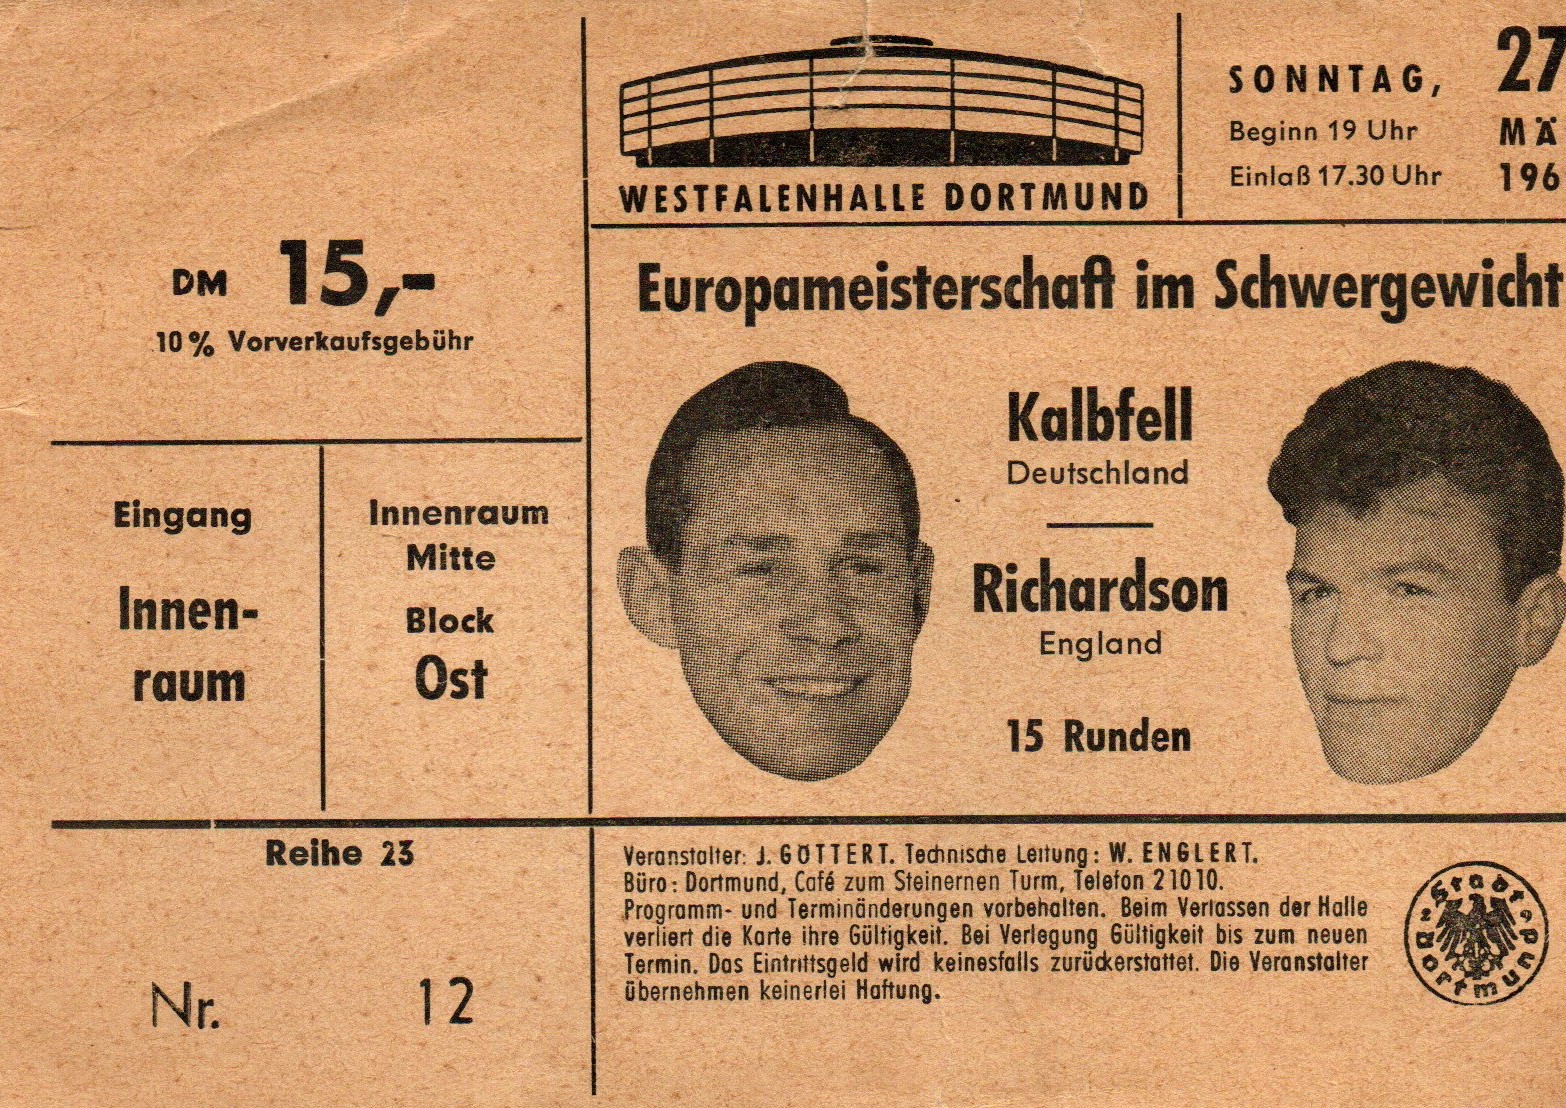 DM 15,-
10% Vorverkaufsgebühr
Eingang
Innen-
raum
Innenraum
Mitte
Block
Ost
Reihe 23
Nr. 12
WESTFALENHALLE DORTMUND
SONNTAG, 27
Beginn 19 Uhr MÄ
Einlaß 17.30 Uhr 196
Europameisterschaft im Schwergewicht
Kalbfell
Deutschland
Richardson
England
15 Runden
Veranstalter: J. GÖTTERT. Technische Leitung: W. ENGLERT.
Büro: Dortmund, Café zum Steinernen Turm, Telefon 21010.
Programm- und Terminänderungen vorbehalten. Beim Verlassen der Halle
verliert die Karte ihre Gültigkeit. Bei Verlegung Gültigkeit bis zum neuen
Termin. Das Eintrittsgeld wird keinesfalls zurückerstattet. Die Veranstalter
übernehmen keinerlei Haftung.
Stadt Dortmund